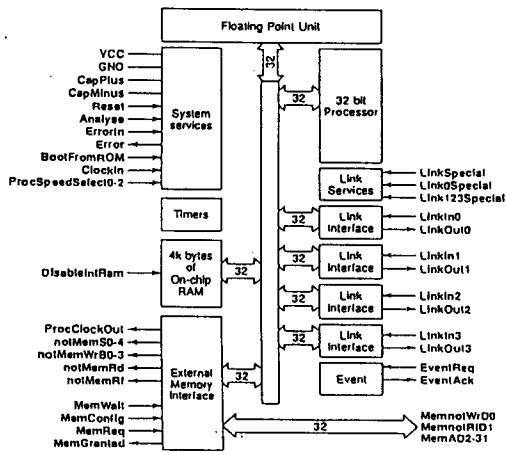 Floating Point Unit
32
VCC
GNO
CapPlus
CapMinus
Reset
Analyse
ErrorIn
Error
BootFromROM
ClockIn
ProcSpeedSelect0-2
System
services
32
32 bit
Processor
Link
Services
LinkSpecial
Link0Special
Link123Special
Timers
32
Link
Interface
LinkIn0
LinkOut0
DisableIntRam
4k bytes
of
On-chip
RAM
32
32
Link
Interface
LinkIn1
LinkOut1
32
Link
Interface
LinkIn2
LinkOut2
32
Link
Interface
LinkIn3
LinkOut3
ProcClockOut
notMemS0-4
notMemWrB0-3
notMemRd
notMemRf
MemWait
MemConfig
MemReq
MemGranted
External
Memory
Interface
32
Event
EventReq
EventAck
32
MemnotWrD0
MemnotRfD1
MemAD2-31